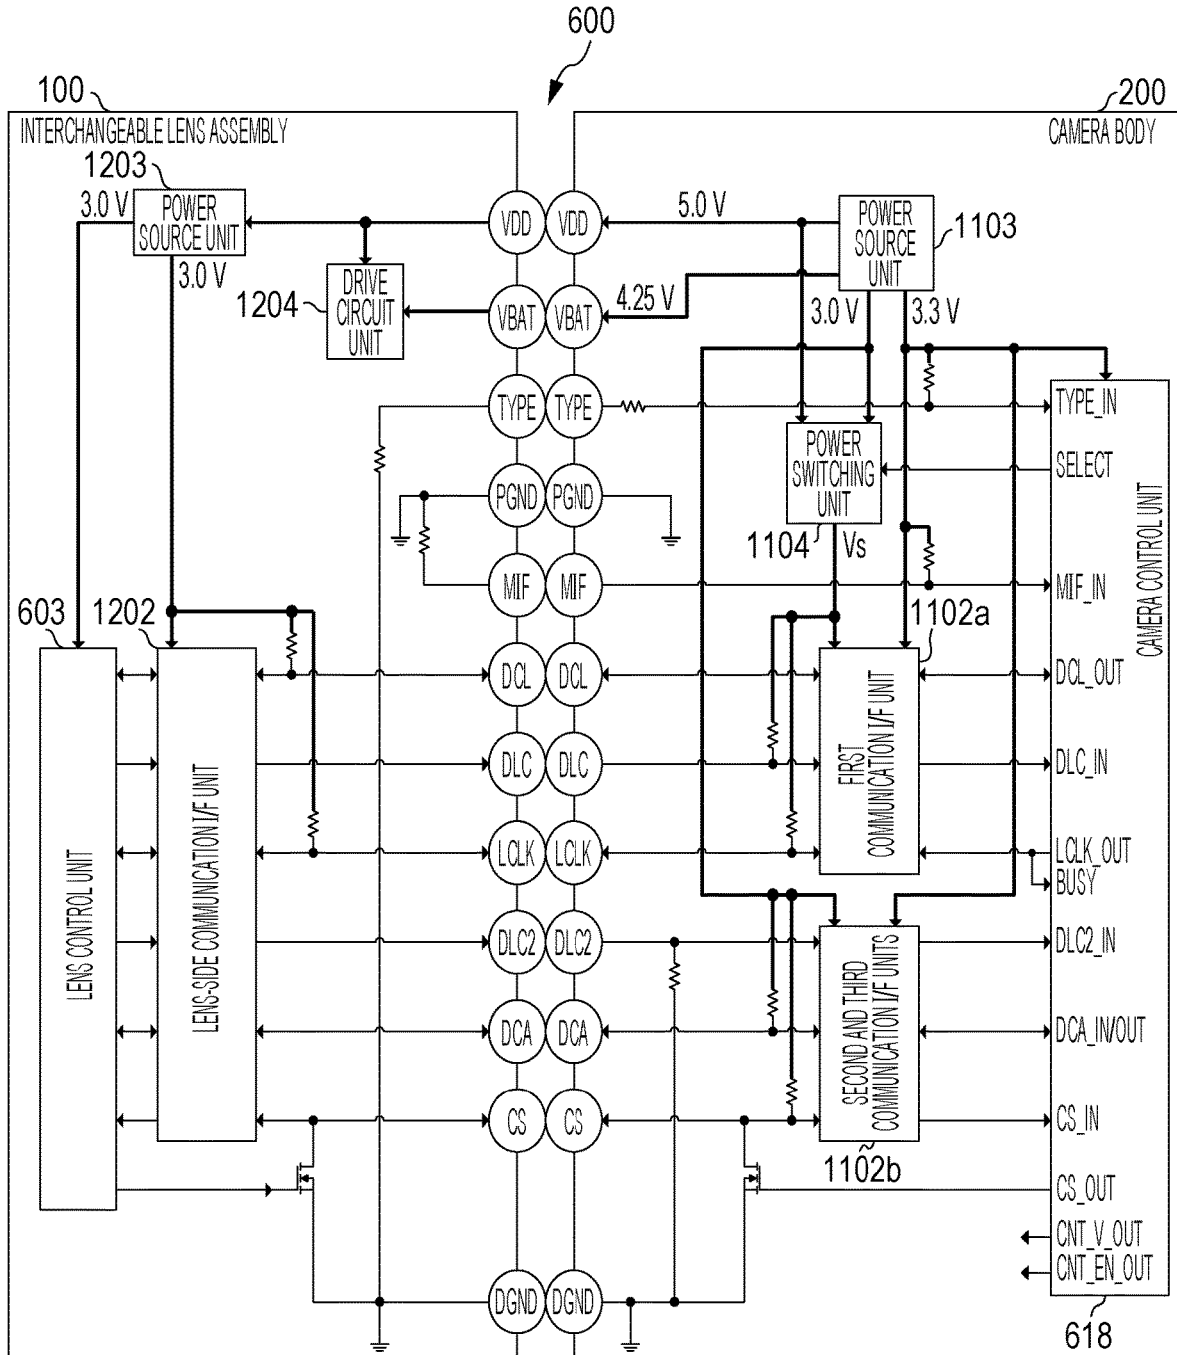 600
100
200
INTERCHANGEABLE LENS ASSEMBLY
CAMERA BODY
1203
3.0 V
POWER
SOURCE UNIT
3.0 V
VDD
VDD
5.0 V
POWER
SOURCE
UNIT
1103
1204
DRIVE
CIRCUIT
UNIT
VBAT
VBAT
4.25 V
3.0 V
3.3 V
TYPE
TYPE
TYPE_IN
POWER
SWITCHING
UNIT
SELECT
PGND
PGND
1104
Vs
MIF
MIF
MIF_IN
CAMERA CONTROL UNIT
603
1202
1102a
DCL
DCL
DCL_OUT
DLC
DLC
DLC_IN
FIRST
COMMUNICATION I/F UNIT
LENS CONTROL UNIT
LENS-SIDE COMMUNICATION I/F UNIT
LCLK
LCLK
LCLK_OUT
BUSY
DLC2
DLC2
DLC2_IN
SECOND AND THIRD
COMMUNICATION I/F UNITS
DCA
DCA
DCA_IN/OUT
CS
CS
CS_IN
1102b
CS_OUT
CNT_V_OUT
CNT_EN_OUT
DGND
DGND
618